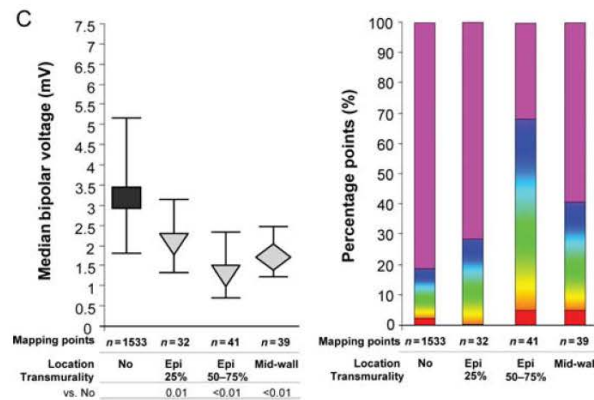 C
Median bipolar voltage (mV)
7.5
7
6.5
6
5.5
5
4.5
4
3.5
3
2.5
2
1.5
1
0.5
0
Mapping points n=1533 n=32 n=41 n=39
Location No Epi Epi Mid-wall
Transmurality 25% 50–75%
vs. No 0.01 <0.01 <0.01
Percentage points (%)
100
90
80
70
60
50
40
30
20
10
0
Mapping points n=1533 n=32 n=41 n=39
Location No Epi Epi Mid-wall
Transmurality 25% 50–75%